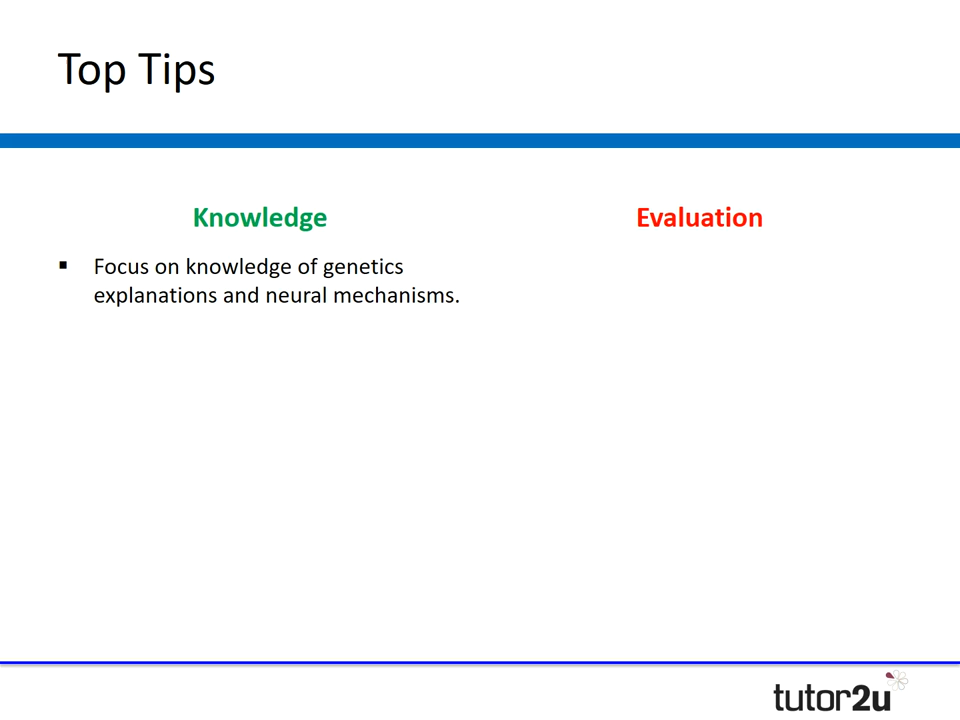 Top Tips
Knowledge
Evaluation
▪ Focus on knowledge of genetics
explanations and neural mechanisms.
tutor2u